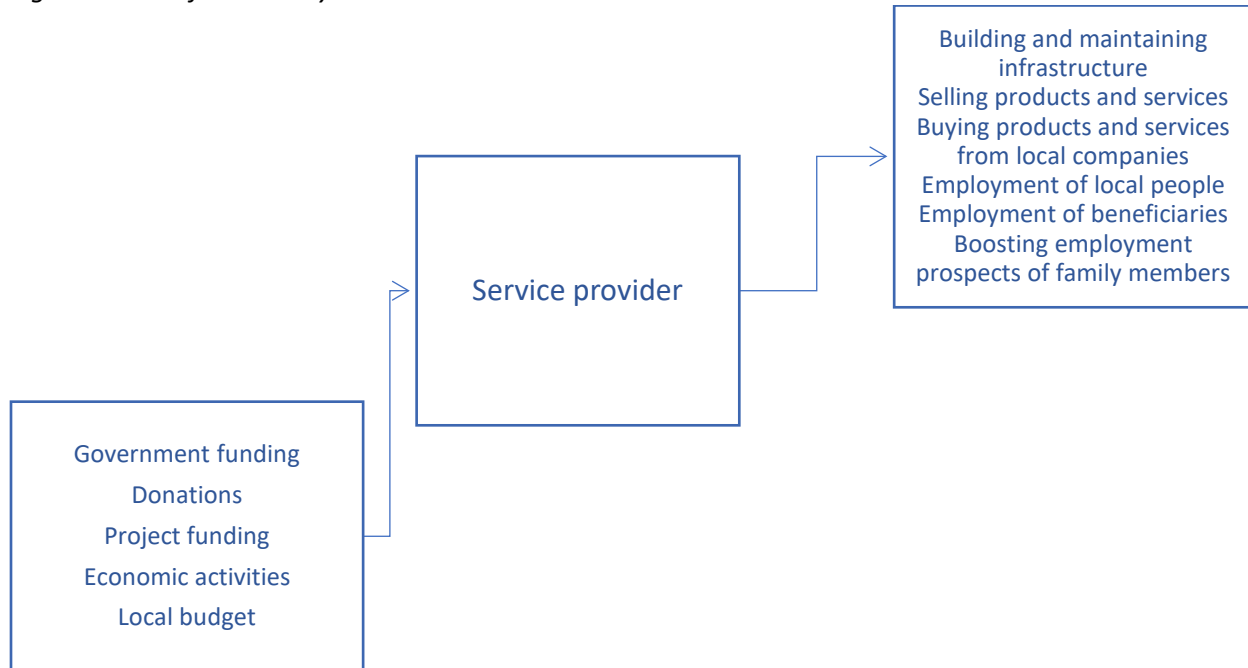 Building and maintaining
infrastructure
Selling products and services
Buying products and services
from local companies
Employment of local people
Employment of beneficiaries
Boosting employment
prospects of family members
Service provider
Government funding
Donations
Project funding
Economic activities
Local budget